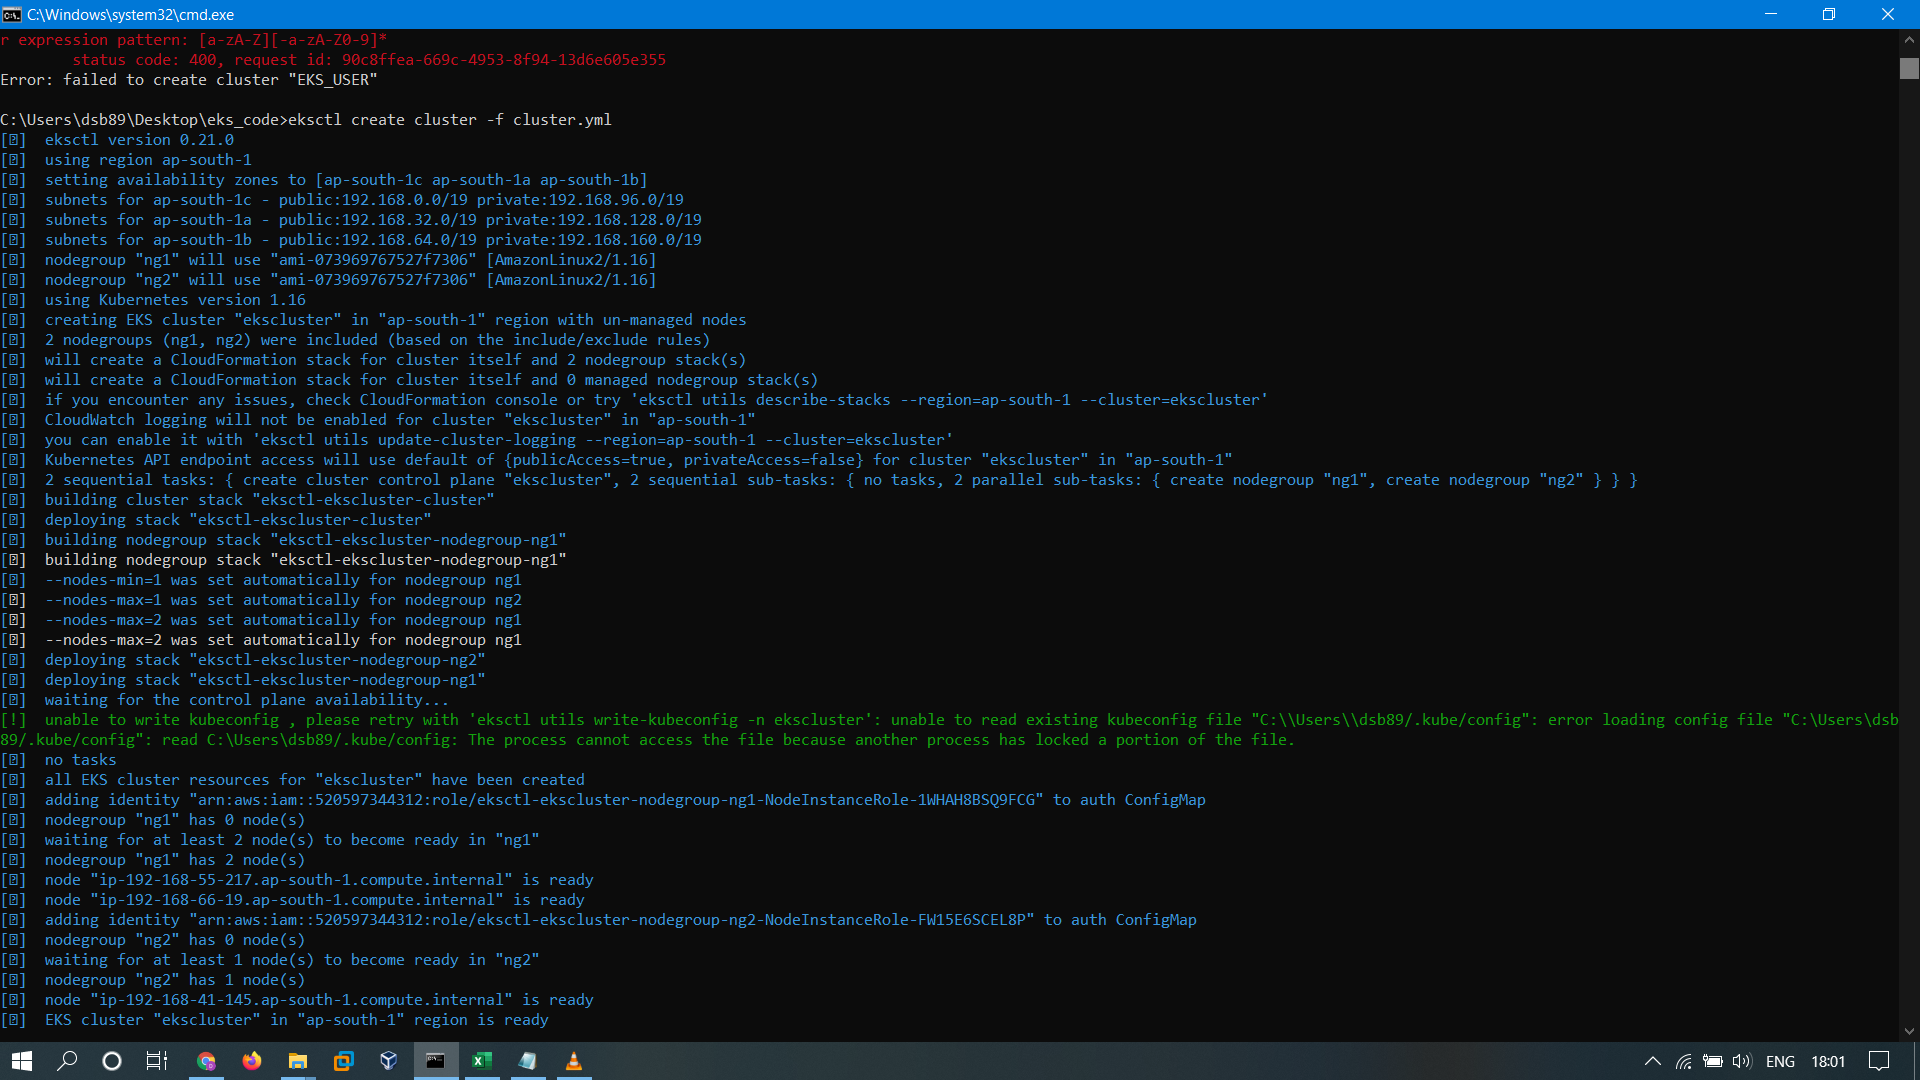 C:\Windows\system32\cmd.exe
r expression pattern: [a-zA-Z][-a-zA-Z0-9]*
status code: 400, request id: 90c8ffea-669c-4953-8f94-13d6e605e355
Error: failed to create cluster "EKS_USER"
C:\Users\dsb89\Desktop\eks_code>eksctl create cluster -f cluster.yml
[?] eksctl version 0.21.0
[?] using region ap-south-1
[?] setting availability zones to [ap-south-1c ap-south-1a ap-south-1b]
[?] subnets for ap-south-1c - public:192.168.0.0/19 private:192.168.96.0/19
[?] subnets for ap-south-1a - public:192.168.32.0/19 private:192.168.128.0/19
[?] subnets for ap-south-1b - public:192.168.64.0/19 private:192.168.160.0/19
[?] nodegroup "ng1" will use "ami-073969767527f7306" [AmazonLinux2/1.16]
[?] nodegroup "ng2" will use "ami-073969767527f7306" [AmazonLinux2/1.16]
[?] using Kubernetes version 1.16
[?] creating EKS cluster "ekscluster" in "ap-south-1" region with un-managed nodes
[?] 2 nodegroups (ng1, ng2) were included (based on the include/exclude rules)
[?] will create a CloudFormation stack for cluster itself and 2 nodegroup stack(s)
[?] will create a CloudFormation stack for cluster itself and 0 managed nodegroup stack(s)
[?] if you encounter any issues, check CloudFormation console or try 'eksctl utils describe-stacks --region=ap-south-1 --cluster=ekscluster'
[?] CloudWatch logging will not be enabled for cluster "ekscluster" in "ap-south-1"
[?] you can enable it with 'eksctl utils update-cluster-logging --region=ap-south-1 --cluster=ekscluster'
[?] Kubernetes API endpoint access will use default of {publicAccess=true, privateAccess=false} for cluster "ekscluster" in "ap-south-1"
[?] 2 sequential tasks: { create cluster control plane "ekscluster", 2 sequential sub-tasks: { no tasks, 2 parallel sub-tasks: { create nodegroup "ng1", create nodegroup "ng2" } } }
[?] building cluster stack "eksctl-ekscluster-cluster"
[?] deploying stack "eksctl-ekscluster-cluster"
[?] building nodegroup stack "eksctl-ekscluster-nodegroup-ng1"
[?] building nodegroup stack "eksctl-ekscluster-nodegroup-ng1"
[?] --nodes-min=1 was set automatically for nodegroup ng1
[?] --nodes-max=1 was set automatically for nodegroup ng2
[?] --nodes-max=2 was set automatically for nodegroup ng1
[?] --nodes-max=2 was set automatically for nodegroup ng1
[?] deploying stack "eksctl-ekscluster-nodegroup-ng2"
[?] deploying stack "eksctl-ekscluster-nodegroup-ng1"
[?] waiting for the control plane availability...
[!] unable to write kubeconfig , please retry with 'eksctl utils write-kubeconfig -n ekscluster': unable to read existing kubeconfig file "C:\\Users\\dsb89/.kube/config": error loading config file "C:\Users\dsb
89/.kube/config": read C:\Users\dsb89/.kube/config: The process cannot access the file because another process has locked a portion of the file.
[?] no tasks
[?] all EKS cluster resources for "ekscluster" have been created
[?] adding identity "arn:aws:iam::520597344312:role/eksctl-ekscluster-nodegroup-ng1-NodeInstanceRole-1WHAH8BSQ9FCG" to auth ConfigMap
[?] nodegroup "ng1" has 0 node(s)
[?] waiting for at least 2 node(s) to become ready in "ng1"
[?] nodegroup "ng1" has 2 node(s)
[?] node "ip-192-168-55-217.ap-south-1.compute.internal" is ready
[?] node "ip-192-168-66-19.ap-south-1.compute.internal" is ready
[?] adding identity "arn:aws:iam::520597344312:role/eksctl-ekscluster-nodegroup-ng2-NodeInstanceRole-FW15E6SCEL8P" to auth ConfigMap
[?] nodegroup "ng2" has 0 node(s)
[?] waiting for at least 1 node(s) to become ready in "ng2"
[?] nodegroup "ng2" has 1 node(s)
[?] node "ip-192-168-41-145.ap-south-1.compute.internal" is ready
[?] EKS cluster "ekscluster" in "ap-south-1" region is ready
ENG 18:01